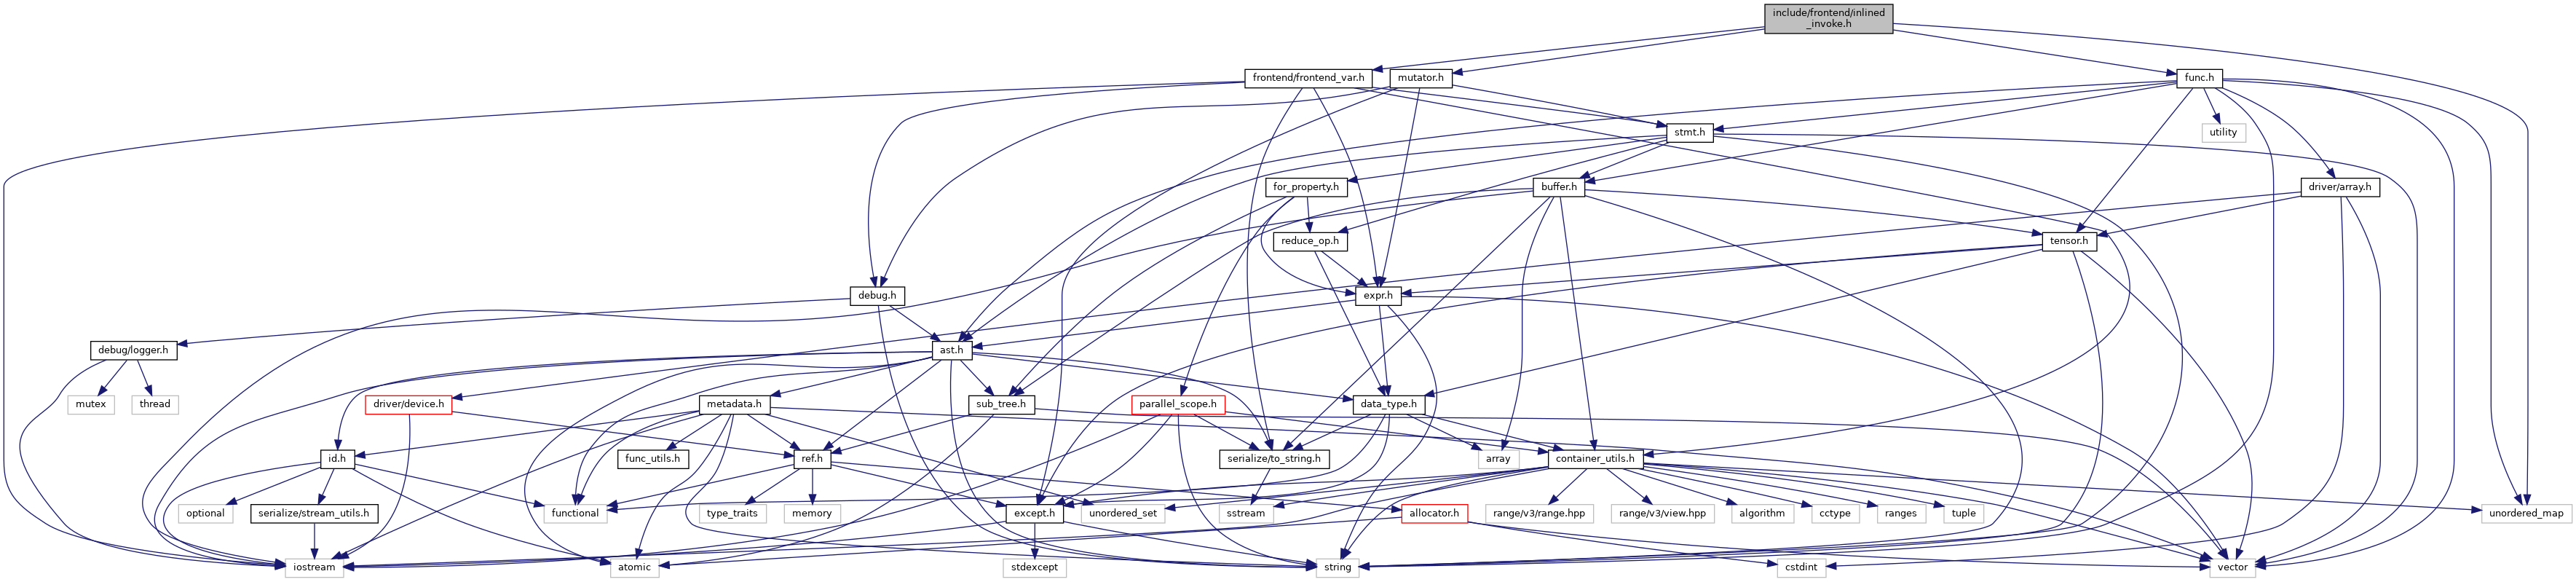 include/frontend/inlined
_invoke.h
frontend/frontend_var.h
mutator.h
func.h
stmt.h
utility
for_property.h
buffer.h
driver/array.h
reduce_op.h
tensor.h
debug.h
expr.h
debug/logger.h
ast.h
mutex
thread
driver/device.h
metadata.h
sub_tree.h
parallel_scope.h
data_type.h
id.h
func_utils.h
ref.h
serialize/to_string.h
array
container_utils.h
optional
serialize/stream_utils.h
functional
type_traits
memory
except.h
unordered_set
sstream
allocator.h
range/v3/range.hpp
range/v3/view.hpp
algorithm
cctype
ranges
tuple
unordered_map
iostream
atomic
stdexcept
string
cstdint
vector